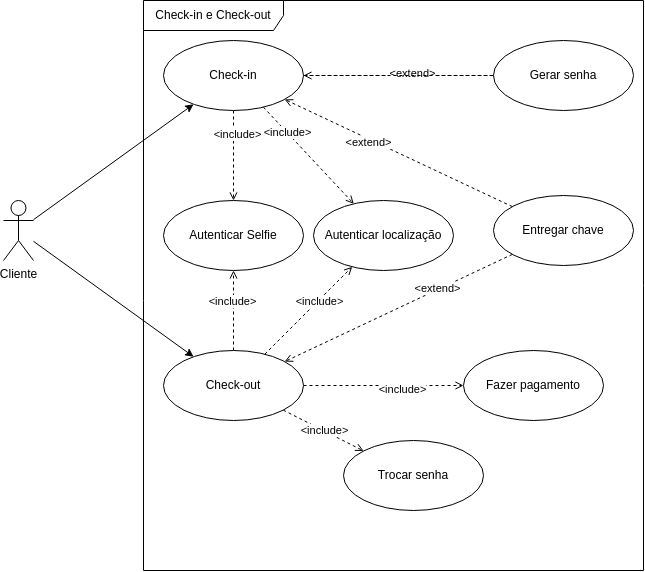 Check-in e Check-out
Check-in
<extend>
Gerar senha
<include>
<include>
<extend>
Cliente
Autenticar Selfie
Autenticar localização
Entregar chave
<include>
<include>
<extend>
Check-out
<include>
Fazer pagamento
<include>
Trocar senha